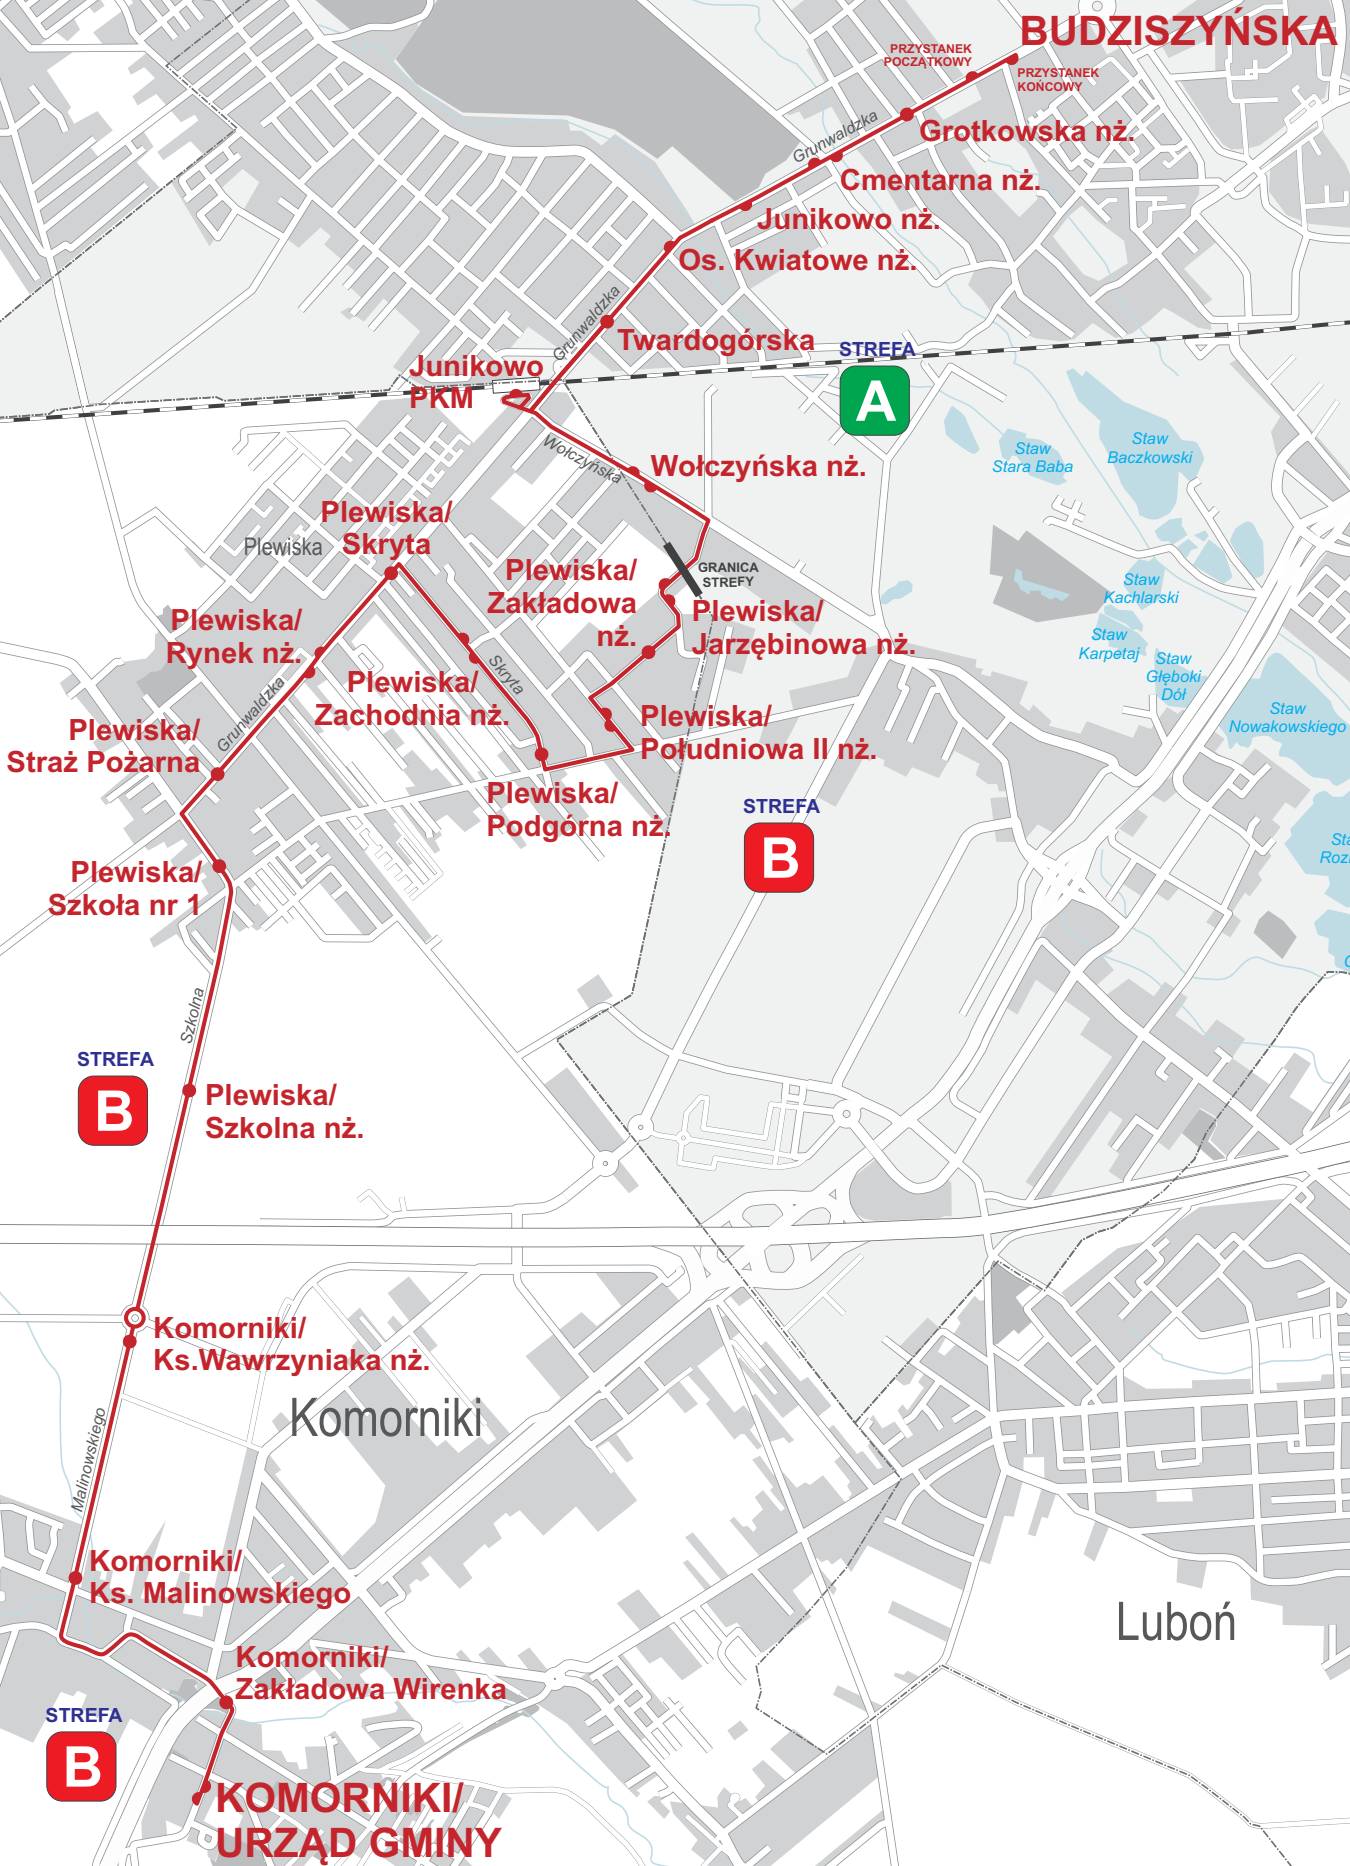 BUDZISZYŃSKA
PRZYSTANEK
POCZĄTKOWY
PRZYSTANEK
KOŃCOWY
Grunwaldzka
Grotkowska nż.
Cmentarna nż.
Junikowo nż.
Os. Kwiatowe nż.
Grunwaldzka
Twardogórska
STREFA
A
Junikowo
PKM
Wołczyńska
Wołczyńska nż.
Staw
Stara Baba
Staw
Baczkowski
Plewiska/
Skryta
Plewiska
GRANICA
STREFY
Plewiska/
Zakładowa
nż.
Plewiska/
Jarzębinowa nż.
Staw
Kachlarski
Staw
Karpetaj
Staw
Głęboki
Dół
Staw
Nowakowskiego
Plewiska/
Rynek nż.
Grunwaldzka
Skryta
Plewiska/
Zachodnia nż.
Plewiska/
Straż Pożarna
Plewiska/
Południowa II nż.
Plewiska/
Podgórna nż.
STREFA
B
Plewiska/
Szkoła nr 1
Szkolna
STREFA
B
Plewiska/
Szkolna nż.
Komorniki/
Ks.Wawrzyniaka nż.
Komorniki
Malinowskiego
Komorniki/
Ks. Malinowskiego
Luboń
Komorniki/
Zakładowa Wirenka
STREFA
B
KOMORNIKI/
URZĄD GMINY